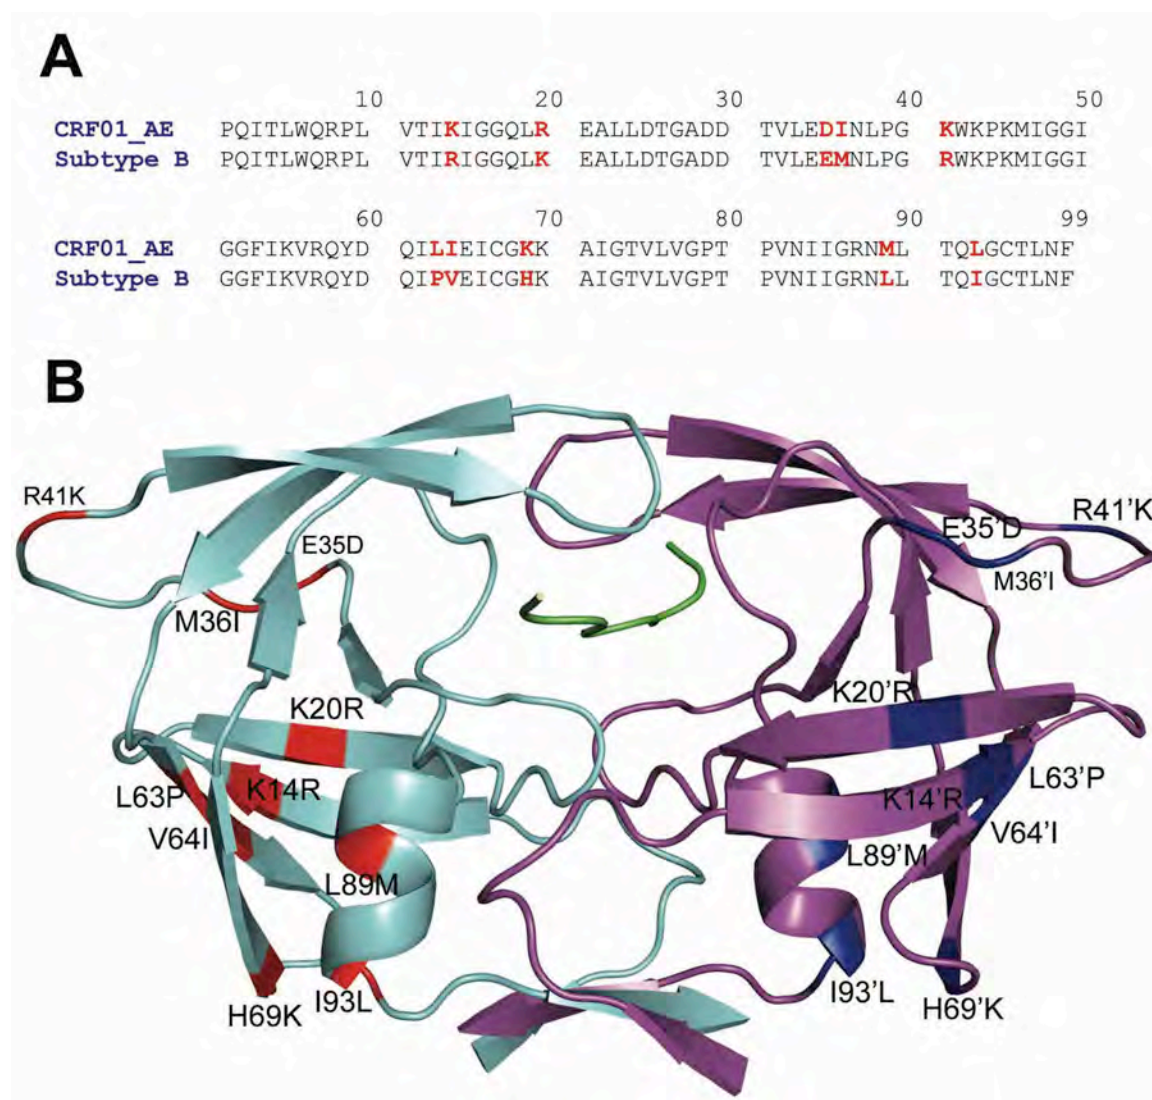 A
10 20 30 40 50
CRF01_AE PQITLWQRPL VTIKIGGQLR EALLDTGADD TVLEDINLPG KWKPKMIGGI
Subtype B PQITLWQRPL VTIRIGGQLK EALLDTGADD TVLEEMNLPG RWKPKMIGGI
60 70 80 90 99
CRF01_AE GGFIKVRQYD QILIEICGKK AIGTVLVGPT PVNIIGRNML TQLGCTLNF
Subtype B GGFIKVRQYD QIPVEICGHK AIGTVLVGPT PVNIIGRNLL TQIGCTLNF
B
R41K
E35D
M36I
K20R
K14R
L63P
V64I
L89M
H69K
I93L
R41'K
E35'D
M36'I
K20'R
L63'P
K14'R
V64'I
L89'M
I93'L
H69'K